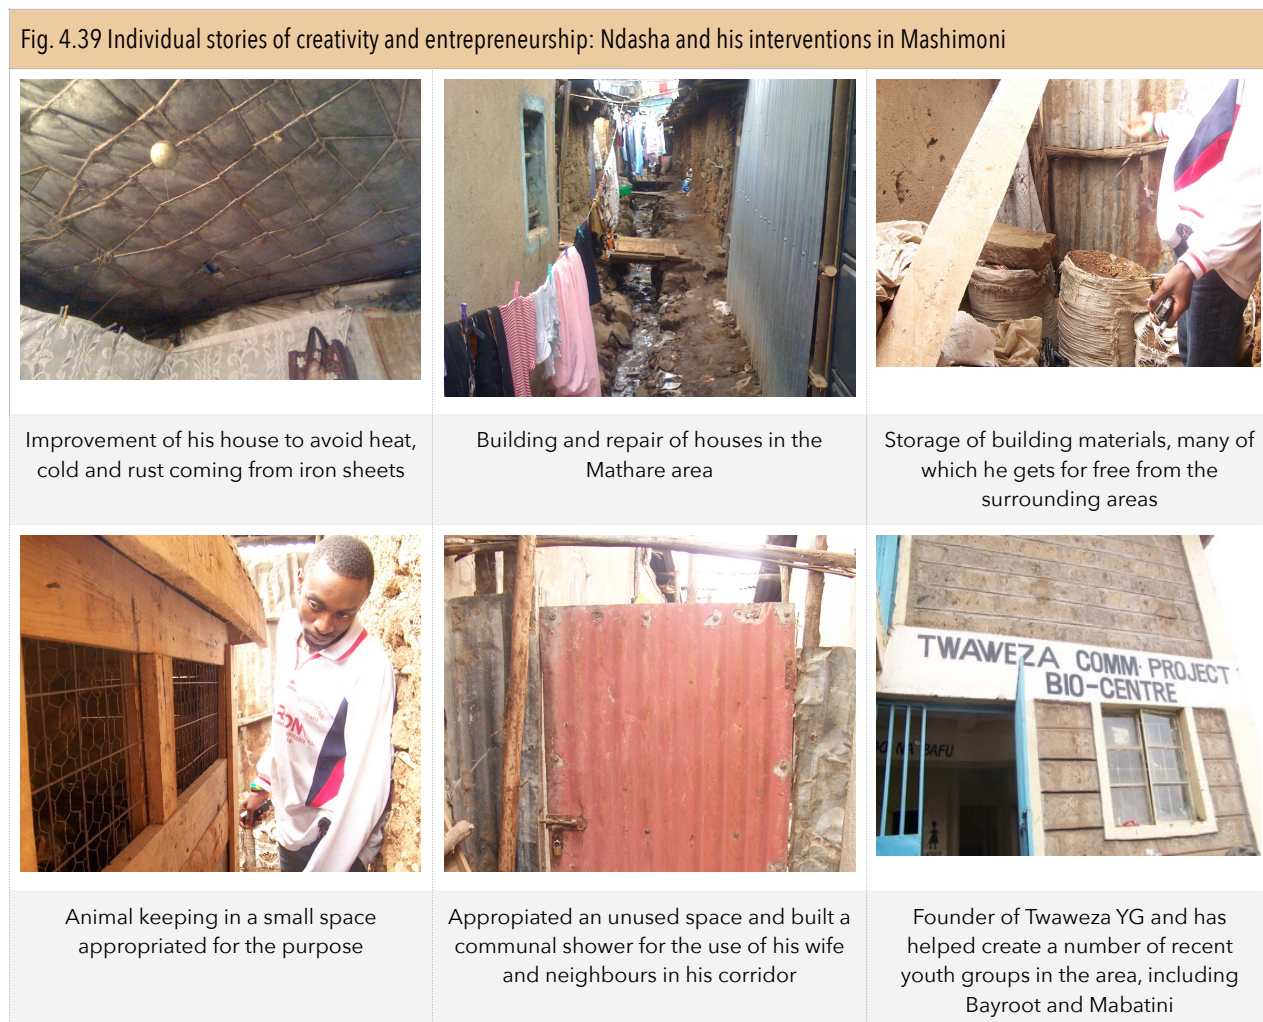 Fig. 4.39 Individual stories of creativity and entrepreneurship: Ndasha and his interventions in Mashimoni
Improvement of his house to avoid heat,
cold and rust coming from iron sheets
Building and repair of houses in the
Mathare area
Storage of building materials, many of
which he gets for free from the
surrounding areas
TWAWEZA COMM. PROJECT
BIO-CENTRE
NA BAFU
Animal keeping in a small space
appropriated for the purpose
Appropiated an unused space and built a
communal shower for the use of his wife
and neighbours in his corridor
Founder of Twaweza YG and has
helped create a number of recent
youth groups in the area, including
Bayroot and Mabatini